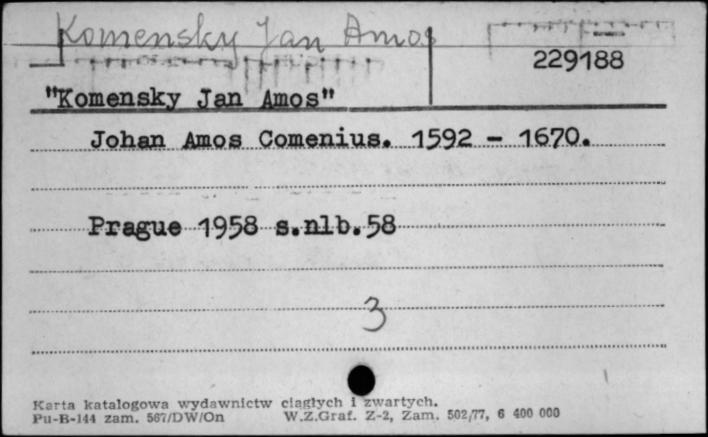 Komensky Jan Amos
229188
"Komensky Jan Amos"
Johan Amos Comenius. 1592 - 1670.
Prague 1958 s.nlb.58
3
Karta katalogowa wydawnictw ciągłych i zwartych.
Pu-B-144 zam. 567/DW/On W.Z.Graf. Z-2, Zam. 502/77, 6 400 000